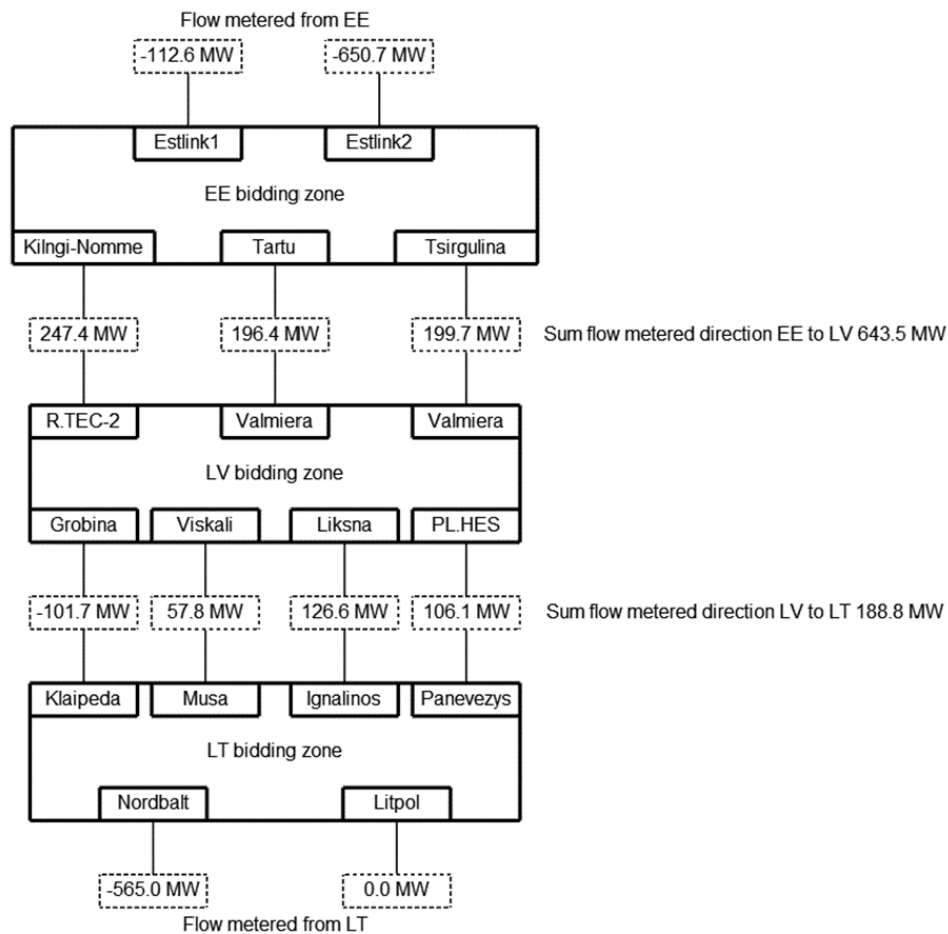 Flow metered from EE
-112.6 MW
-650.7 MW
Estlink1
Estlink2
EE bidding zone
Kilngi-Nomme
Tartu
Tsirgulina
247.4 MW
196.4 MW
199.7 MW
Sum flow metered direction EE to LV 643.5 MW
R.TEC-2
Valmiera
Valmiera
LV bidding zone
Grobina
Viskali
Liksna
PL.HES
-101.7 MW
57.8 MW
126.6 MW
106.1 MW
Sum flow metered direction LV to LT 188.8 MW
Klaipeda
Musa
Ignalinos
Panevezys
LT bidding zone
Nordbalt
Litpol
-565.0 MW
0.0 MW
Flow metered from LT